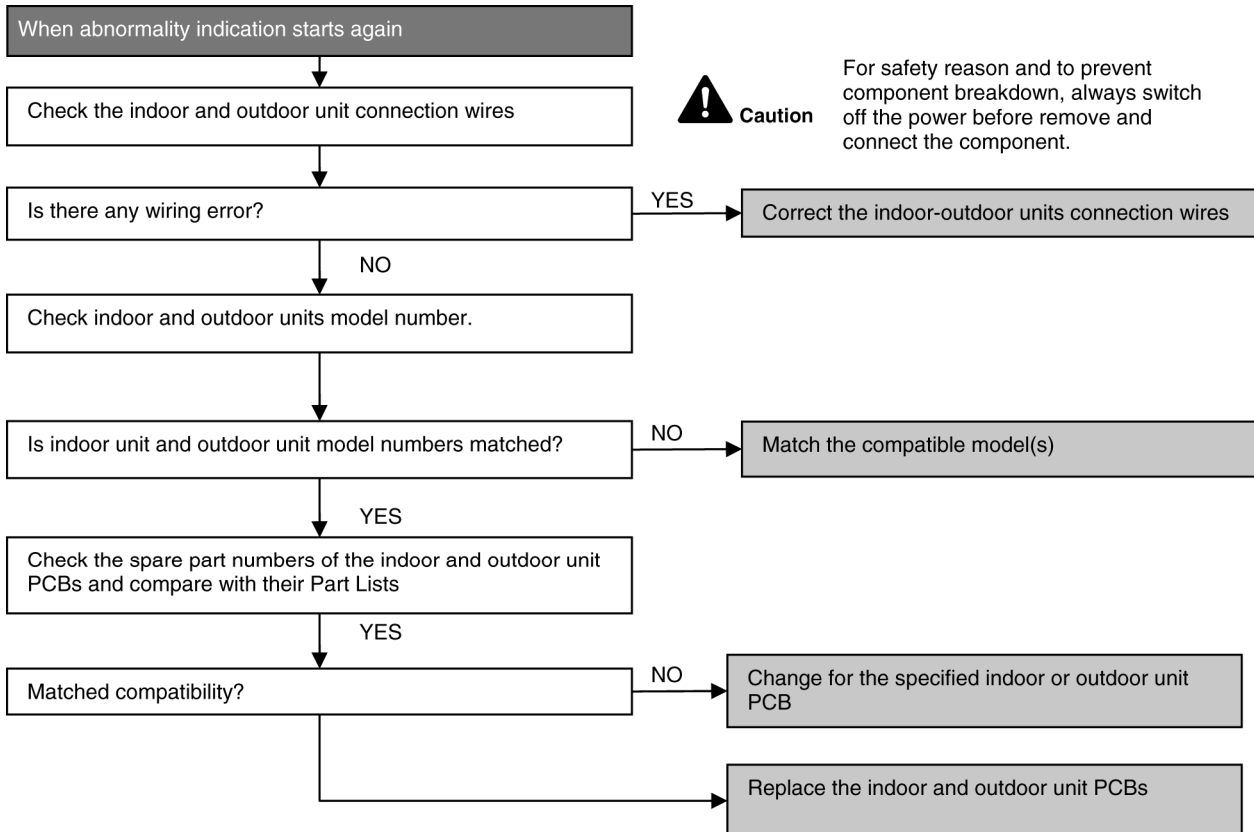 When abnormality indication starts again
Check the indoor and outdoor unit connection wires
Caution
For safety reason and to prevent
component breakdown, always switch
off the power before remove and
connect the component.
Is there any wiring error?
YES
Correct the indoor-outdoor units connection wires
NO
Check indoor and outdoor units model number.
Is indoor unit and outdoor unit model numbers matched?
NO
Match the compatible model(s)
YES
Check the spare part numbers of the indoor and outdoor unit
PCBs and compare with their Part Lists
YES
Matched compatibility?
NO
Change for the specified indoor or outdoor unit
PCB
Replace the indoor and outdoor unit PCBs